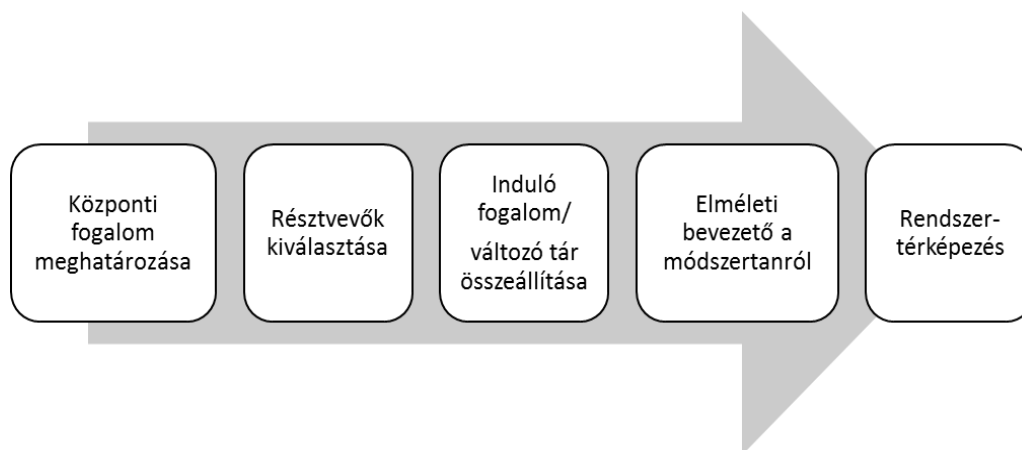 Központi
fogalom
meghatározása
Résztvevők
kiválasztása
Induló
fogalom/
változó tár
összeállítása
Elméleti
bevezető a
módszertanról
Rendszer-
térképezés